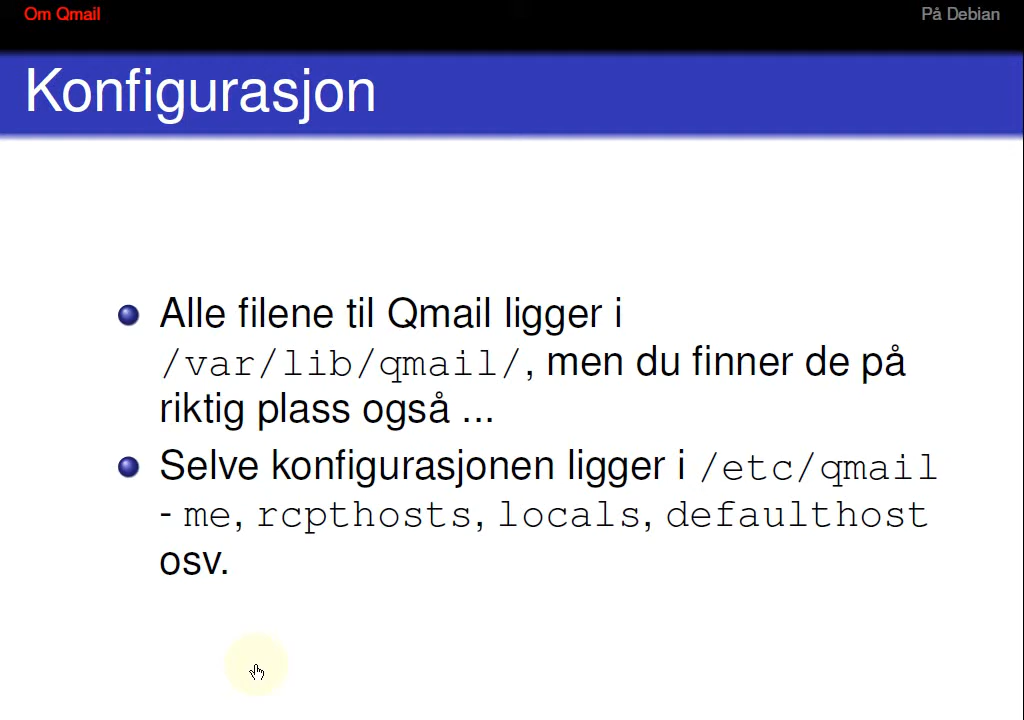 Om Qmail
På Debian
Konfigurasjon
Alle filene til Qmail ligger i
/var/lib/qmail/, men du finner de på
riktig plass også ...
Selve konfigurasjonen ligger i /etc/qmail
- me, rcpthosts, locals, defaulthost
osv.